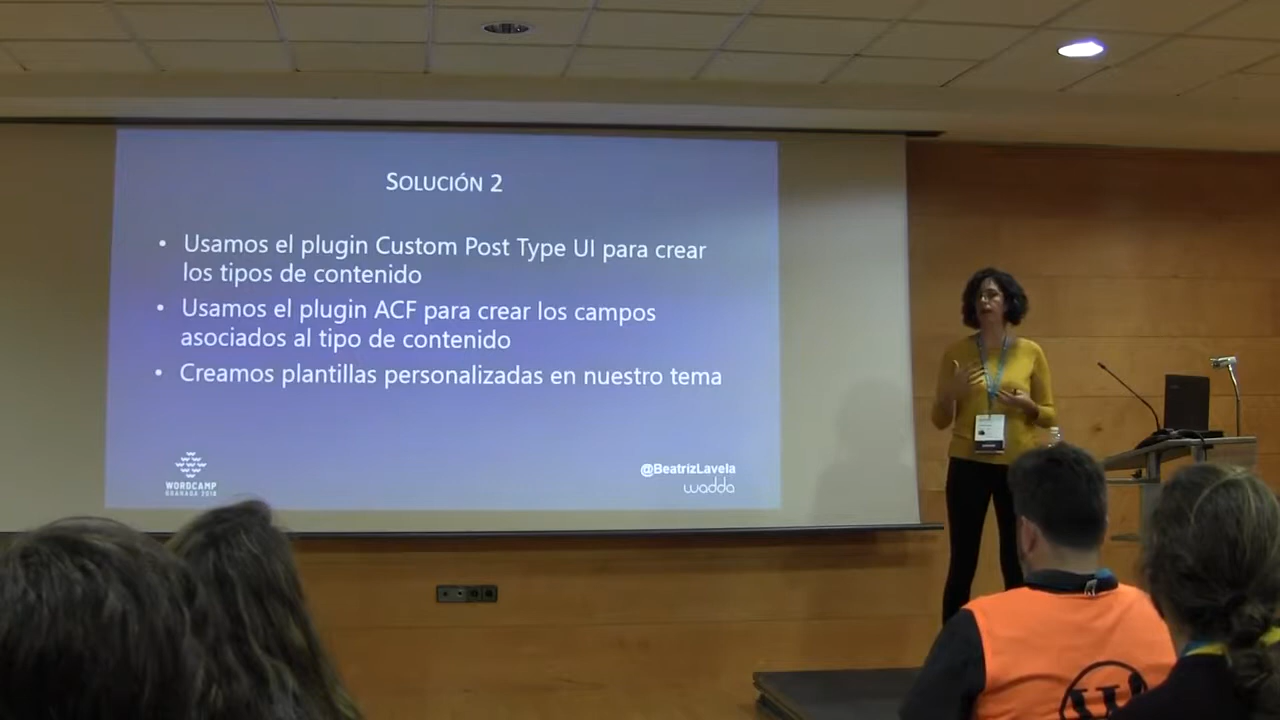 SOLUCIÓN 2
• Usamos el plugin Custom Post Type UI para crear
los tipos de contenido
• Usamos el plugin ACF para crear los campos
asociados al tipo de contenido
• Creamos plantillas personalizadas en nuestro tema
WORDCAMP
GRANADA 2018
@BeatrizLavela
wadda